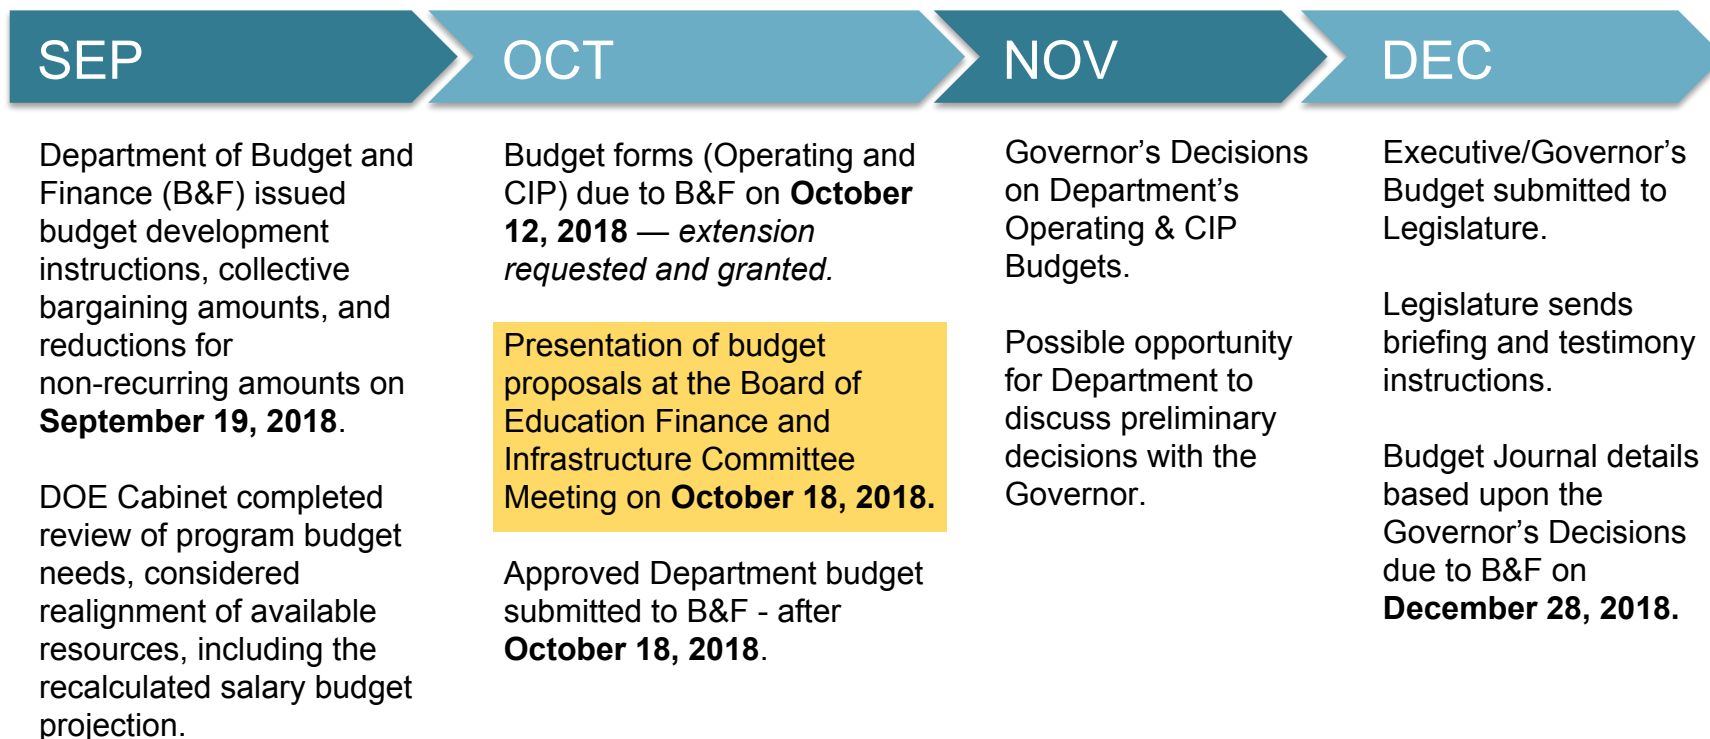 SEP
Department of Budget and
Finance (B&F) issued
budget development
instructions, collective
bargaining amounts, and
reductions for
non-recurring amounts on
September 19, 2018.
DOE Cabinet completed
review of program budget
needs, considered
realignment of available
resources, including the
recalculated salary budget
projection.
OCT
Budget forms (Operating and
CIP) due to B&F on October
12, 2018 — extension
requested and granted.
Presentation of budget
proposals at the Board of
Education Finance and
Infrastructure Committee
Meeting on October 18, 2018.
Approved Department budget
submitted to B&F - after
October 18, 2018.
NOV
Governor’s Decisions
on Department’s
Operating & CIP
Budgets.
Possible opportunity
for Department to
discuss preliminary
decisions with the
Governor.
DEC
Executive/Governor’s
Budget submitted to
Legislature.
Legislature sends
briefing and testimony
instructions.
Budget Journal details
based upon the
Governor’s Decisions
due to B&F on
December 28, 2018.